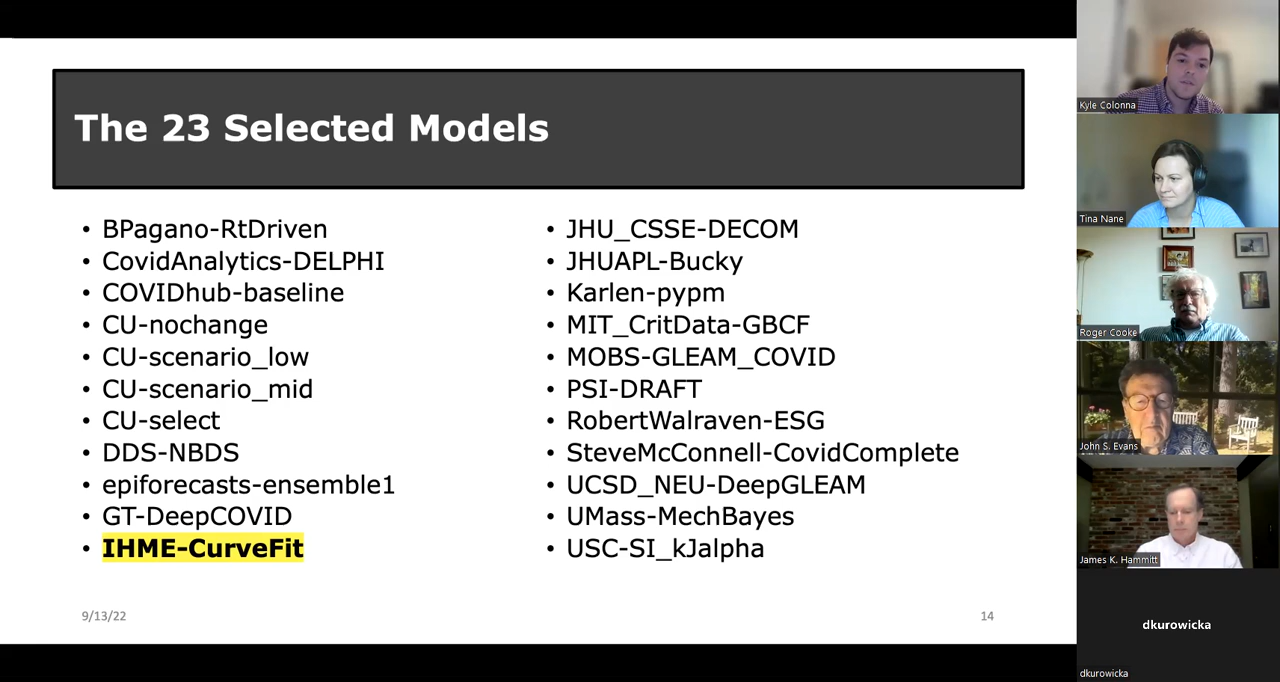 The 23 Selected Models
• BPagano-RtDriven
• CovidAnalytics-DELPHI
• COVIDhub-baseline
• CU-nochange
• CU-scenario_low
• CU-scenario_mid
• CU-select
• DDS-NBDS
• epiforecasts-ensemble1
• GT-DeepCOVID
• IHME-CurveFit
• JHU_CSSE-DECOM
• JHUAPL-Bucky
• Karlen-pypm
• MIT_CritData-GBCF
• MOBS-GLEAM_COVID
• PSI-DRAFT
• RobertWalraven-ESG
• SteveMcConnell-CovidComplete
• UCSD_NEU-DeepGLEAM
• UMass-MechBayes
• USC-SI_kJalpha
9/13/22
14
Kyle Colonna
Tina Nane
Roger Cooke
John S. Evans
James K. Hammitt
dkurowicka
dkurowicka